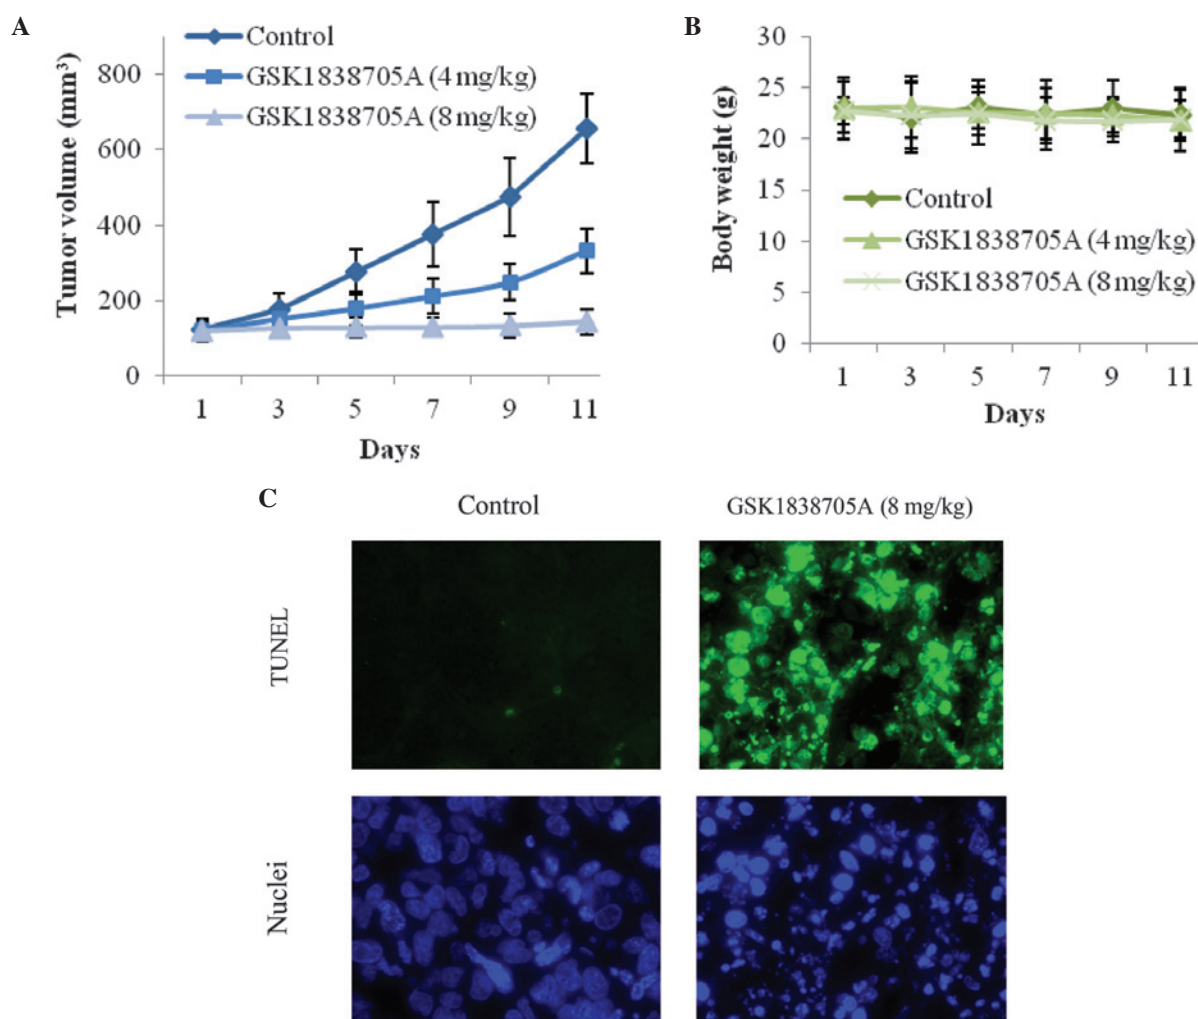 A
Control
GSK1838705A (4 mg/kg)
GSK1838705A (8 mg/kg)
Tumor volume (mm³)
800
600
400
200
0
1 3 5 7 9 11
Days
B
Body weight (g)
30
25
20
15
10
5
0
Control
GSK1838705A (4 mg/kg)
GSK1838705A (8 mg/kg)
1 3 5 7 9 11
Days
C
Control
GSK1838705A (8 mg/kg)
TUNEL
Nuclei